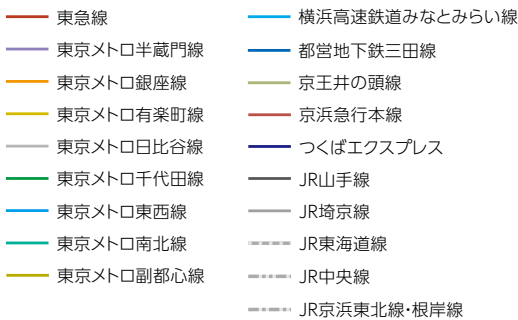 東急線
東京メトロ半蔵門線
東京メトロ銀座線
東京メトロ有楽町線
東京メトロ日比谷線
東京メトロ千代田線
東京メトロ東西線
東京メトロ南北線
東京メトロ副都心線
横浜高速鉄道みなとみらい線
都営地下鉄三田線
京王井の頭線
京浜急行本線
つくばエクスプレス
JR山手線
JR埼京線
JR東海道線
JR中央線
JR京浜東北線・根岸線